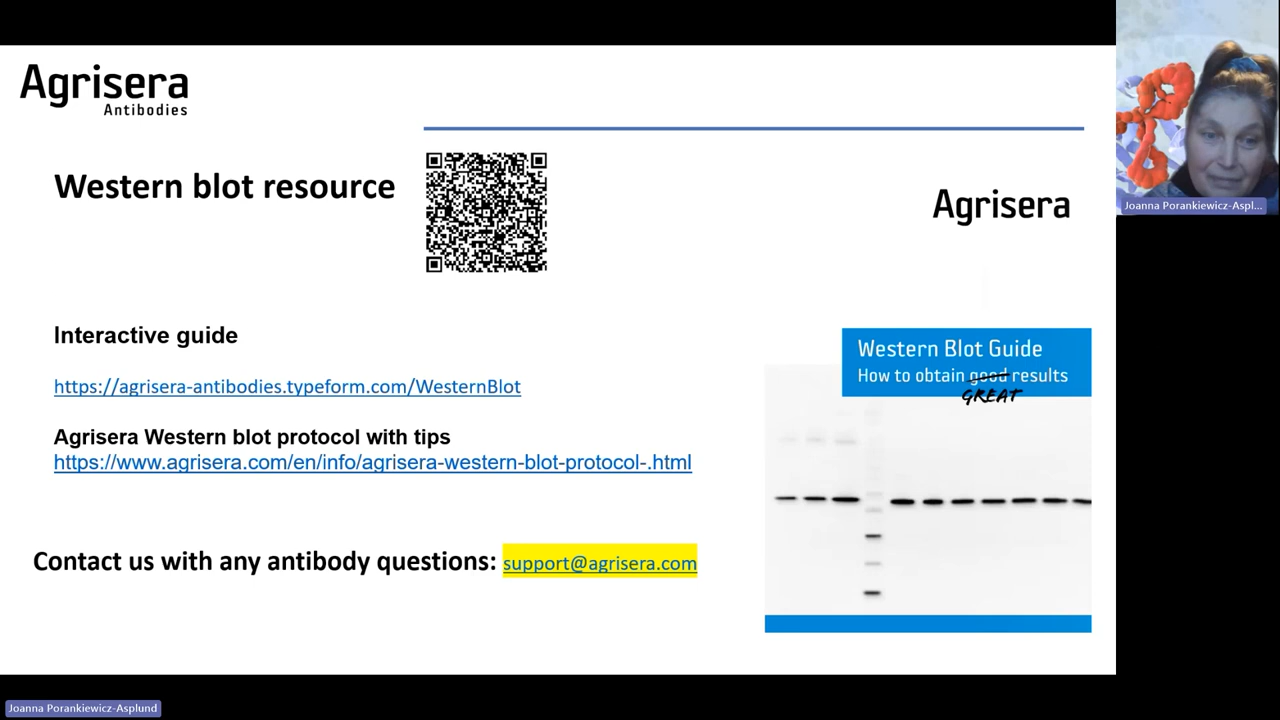 Agrisera
Antibodies
Western blot resource
Agrisera
Interactive guide
https://agrisera-antibodies.typeform.com/WesternBlot
Agrisera Western blot protocol with tips
https://www.agrisera.com/en/info/agrisera-western-blot-protocol-.html
Contact us with any antibody questions: support@agrisera.com
Western Blot Guide
How to obtain good results
GREAT
Joanna Porankiewicz-Aspl...
Joanna Porankiewicz-Asplund